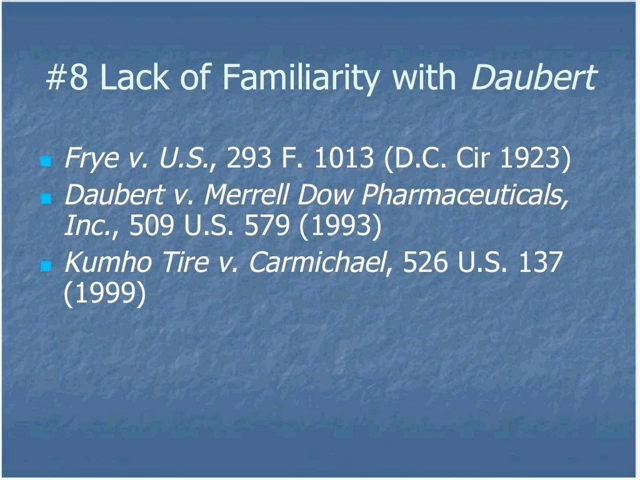 #8 Lack of Familiarity with Daubert
Frye v. U.S., 293 F. 1013 (D.C. Cir 1923)
Daubert v. Merrell Dow Pharmaceuticals,
Inc., 509 U.S. 579 (1993)
Kumho Tire v. Carmichael, 526 U.S. 137
(1999)